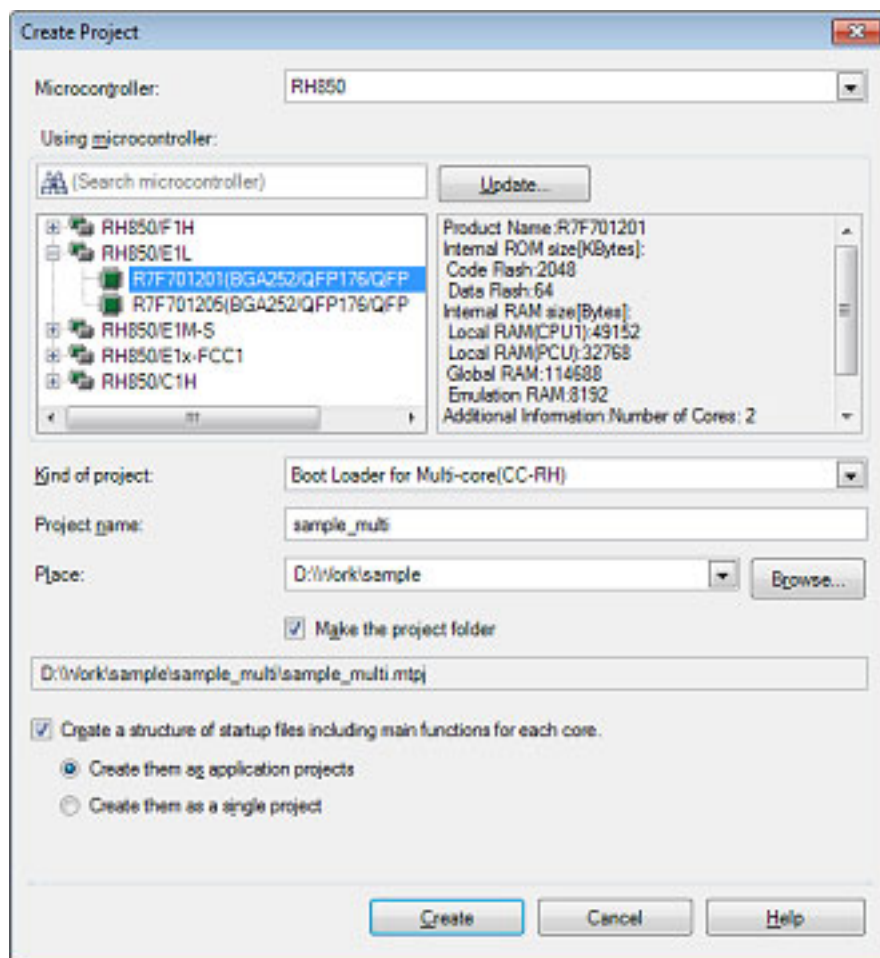 Create Project
Microcontroller:
RH850
Using microcontroller:
(Search microcontroller)
Update...
RH850/F1H
RH850/E1L
R7F701201(BGA252/QFP176/QFP
R7F701205(BGA252/QFP176/QFP
RH850/E1M-S
RH850/E1x-FCC1
RH850/C1H
Product Name:R7F701201
Internal ROM size[KBytes]:
Code Flash:2048
Data Flash:64
Internal RAM size[Bytes]:
Local RAM(CPU1):49152
Local RAM(PCU):32768
Global RAM:114688
Emulation RAM:8192
Additional Information:Number of Cores: 2
Kind of project:
Boot Loader for Multi-core(CC-RH)
Project name:
sample_multi
Place:
D:\Work\sample
Browse...
Make the project folder
D:\Work\sample\sample_multi\sample_multi.mtpj
Create a structure of startup files including main functions for each core.
Create them as application projects
Create them as a single project
Create
Cancel
Help